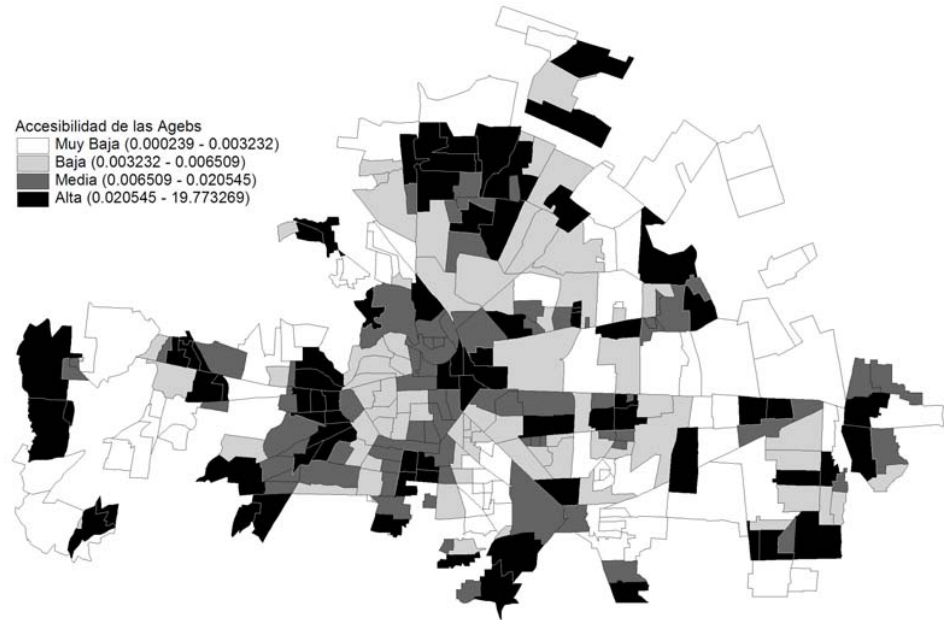 Accesibilidad de las Agebs
Muy Baja (0.000239 - 0.003232)
Baja (0.003232 - 0.006509)
Media (0.006509 - 0.020545)
Alta (0.020545 - 19.773269)